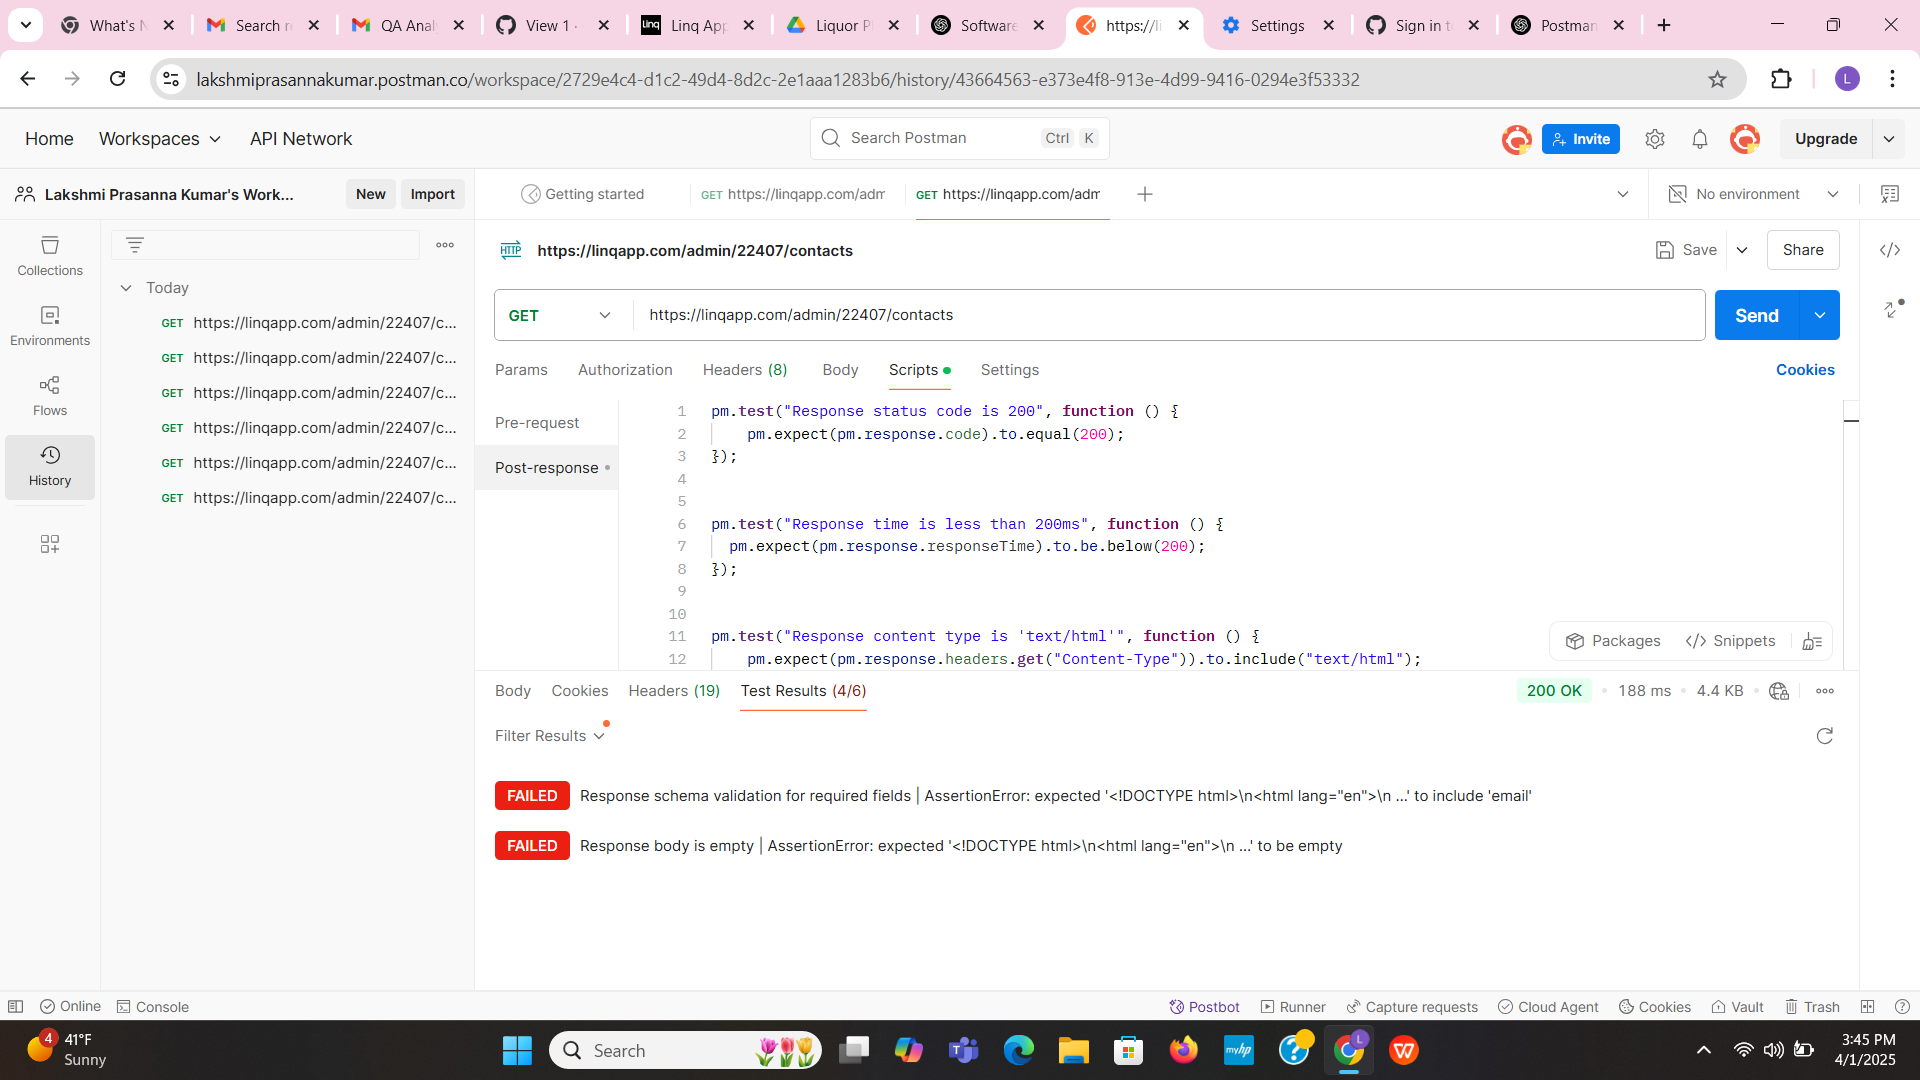 What's N
Search re
QA Analy
View 1 ·
Linq App
Liquor Pl
Software
https://li
Settings
Sign in to
Postman
lakshmiprasannakumar.postman.co/workspace/2729e4c4-d1c2-49d4-8d2c-2e1aaa1283b6/history/43664563-e373e4f8-913e-4d99-9416-0294e3f53332
L
Home
Workspaces
API Network
Search Postman
Ctrl K
Invite
Upgrade
Lakshmi Prasanna Kumar's Work...
New
Import
Getting started
GET https://linqapp.com/adm
GET https://linqapp.com/adm
No environment
Collections
Environments
Flows
History
Today
GET https://linqapp.com/admin/22407/c...
GET https://linqapp.com/admin/22407/c...
GET https://linqapp.com/admin/22407/c...
GET https://linqapp.com/admin/22407/c...
GET https://linqapp.com/admin/22407/c...
GET https://linqapp.com/admin/22407/c...
HTTP https://linqapp.com/admin/22407/contacts
Save
Share
GET
https://linqapp.com/admin/22407/contacts
Send
Params
Authorization
Headers (8)
Body
Scripts
Settings
Cookies
Pre-request
Post-response
1 pm.test("Response status code is 200", function () {
2 pm.expect(pm.response.code).to.equal(200);
3 });
4
5
6 pm.test("Response time is less than 200ms", function () {
7 pm.expect(pm.response.responseTime).to.be.below(200);
8 });
9
10
11 pm.test("Response content type is 'text/html'", function () {
12 pm.expect(pm.response.headers.get("Content-Type")).to.include("text/html");
Packages
Snippets
Body
Cookies
Headers (19)
Test Results (4/6)
200 OK
188 ms
4.4 KB
Filter Results
FAILED Response schema validation for required fields | AssertionError: expected '<!DOCTYPE html>\n<html lang="en">\n ...' to include 'email'
FAILED Response body is empty | AssertionError: expected '<!DOCTYPE html>\n<html lang="en">\n ...' to be empty
Online
Console
Postbot
Runner
Capture requests
Cloud Agent
Cookies
Vault
Trash
4
41°F
Sunny
Search
myhp
L
3:45 PM
4/1/2025